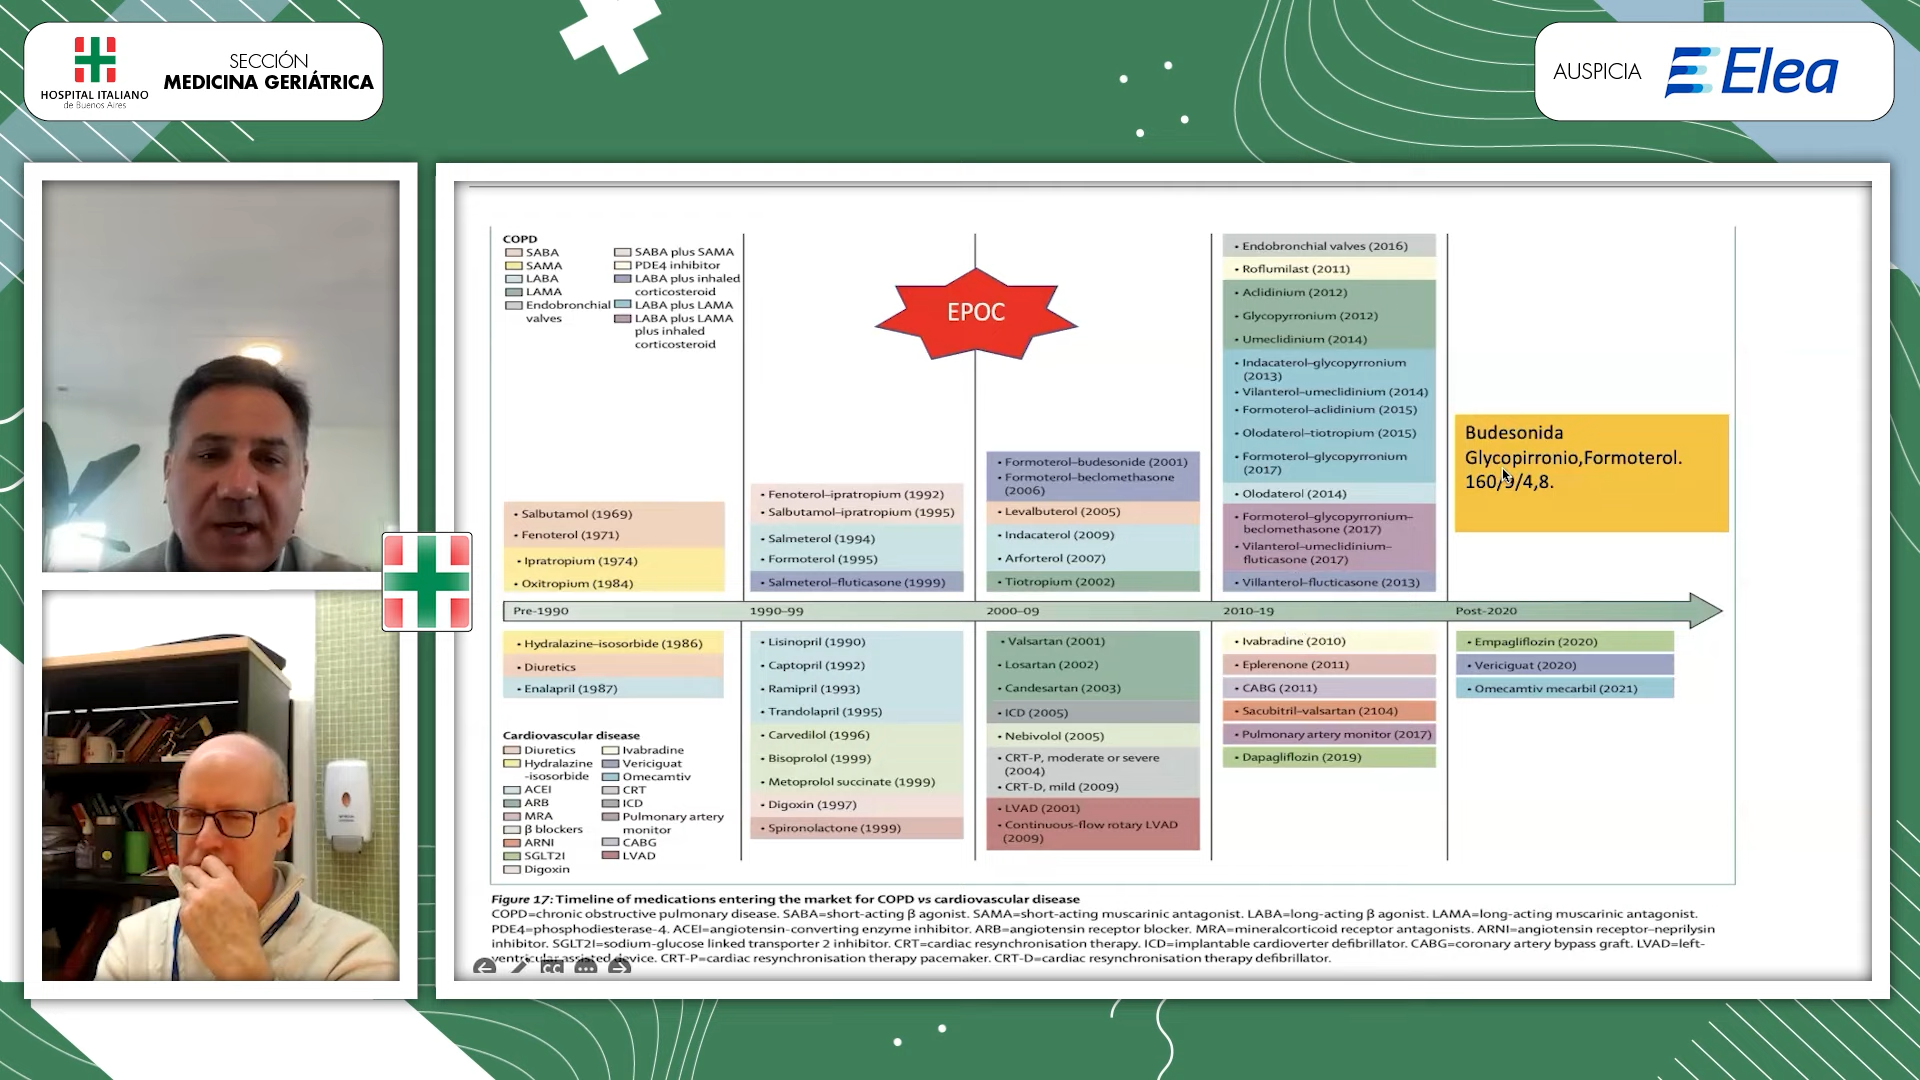 HOSPITAL ITALIANO
de Buenos Aires
SECCIÓN
MEDICINA GERIÁTRICA
AUSPICIA
Elea
COPD
SABA
SAMA
LABA
LAMA
Endobronchial
valves
SABA plus SAMA
PDE4 inhibitor
LABA plus inhaled
corticosteroid
LABA plus LAMA
LABA plus LAMA
plus inhaled
corticosteroid
EPOC
• Salbutamol (1969)
• Fenoterol (1971)
• Ipratropium (1974)
• Oxitropium (1984)
• Fenoterol–ipratropium (1992)
• Salbutamol–ipratropium (1995)
• Salmeterol (1994)
• Formoterol (1995)
• Salmeterol–fluticasone (1999)
• Formoterol–budesonide (2001)
• Formoterol–beclomethasone
(2006)
• Levalbuterol (2005)
• Indacaterol (2009)
• Arforterol (2007)
• Tiotropium (2002)
• Endobronchial valves (2016)
• Roflumilast (2011)
• Aclidinium (2012)
• Glycopyrronium (2012)
• Umeclidinium (2014)
• Indacaterol–glycopyrronium
(2013)
• Vilanterol–umeclidinium (2014)
• Formoterol–aclidinium (2015)
• Olodaterol–tiotropium (2015)
• Formoterol–glycopyrronium
(2017)
• Olodaterol (2014)
• Formoterol–glycopyrronium–
beclomethasone (2017)
• Vilanterol–umeclidinium–
fluticasone (2017)
• Villanterol–flucticasone (2013)
Budesonida
Glycopirronio,Formoterol.
160/9/4,8.
Pre-1990
1990–99
2000–09
2010–19
Post-2020
• Hydralazine–isosorbide (1986)
• Diuretics
• Enalapril (1987)
• Lisinopril (1990)
• Captopril (1992)
• Ramipril (1993)
• Trandolapril (1995)
• Carvedilol (1996)
• Bisoprolol (1999)
• Metoprolol succinate (1999)
• Digoxin (1997)
• Spironolactone (1999)
• Valsartan (2001)
• Losartan (2002)
• Candesartan (2003)
• ICD (2005)
• Nebivolol (2005)
• CRT-P, moderate or severe
(2004)
• CRT-D, mild (2009)
• LVAD (2001)
• Continuous-flow rotary LVAD
(2009)
• Ivabradine (2010)
• Eplerenone (2011)
• CABG (2011)
• Sacubitril–valsartan (2104)
• Pulmonary artery monitor (2017)
• Dapagliflozin (2019)
• Empagliflozin (2020)
• Vericiguat (2020)
• Omecamtiv mecarbil (2021)
Cardiovascular disease
Diuretics
Hydralazine
-isosorbide
ACEI
ARB
MRA
β blockers
ARNI
SGLT2I
Digoxin
Ivabradine
Vericiguat
Omecamtiv
CRT
ICD
Pulmonary artery
monitor
CABG
LVAD
Figure 17: Timeline of medications entering the market for COPD vs cardiovascular disease
COPD=chronic obstructive pulmonary disease. SABA=short-acting β agonist. SAMA=short-acting muscarinic antagonist. LABA=long-acting β agonist. LAMA=long-acting muscarinic antagonist.
PDE4=phosphodiesterase-4. ACEI=angiotensin-converting enzyme inhibitor. ARB=angiotensin receptor blocker. MRA=mineralcorticoid receptor antagonists. ARNI=angiotensin receptor–neprilysin
inhibitor. SGLT2I=sodium-glucose linked transporter 2 inhibitor. CRT=cardiac resynchronisation therapy. ICD=implantable cardioverter defibrillator. CABG=coronary artery bypass graft. LVAD=left-
ventricular assisted device. CRT-P=cardiac resynchronisation therapy pacemaker. CRT-D=cardiac resynchronisation therapy defibrillator.